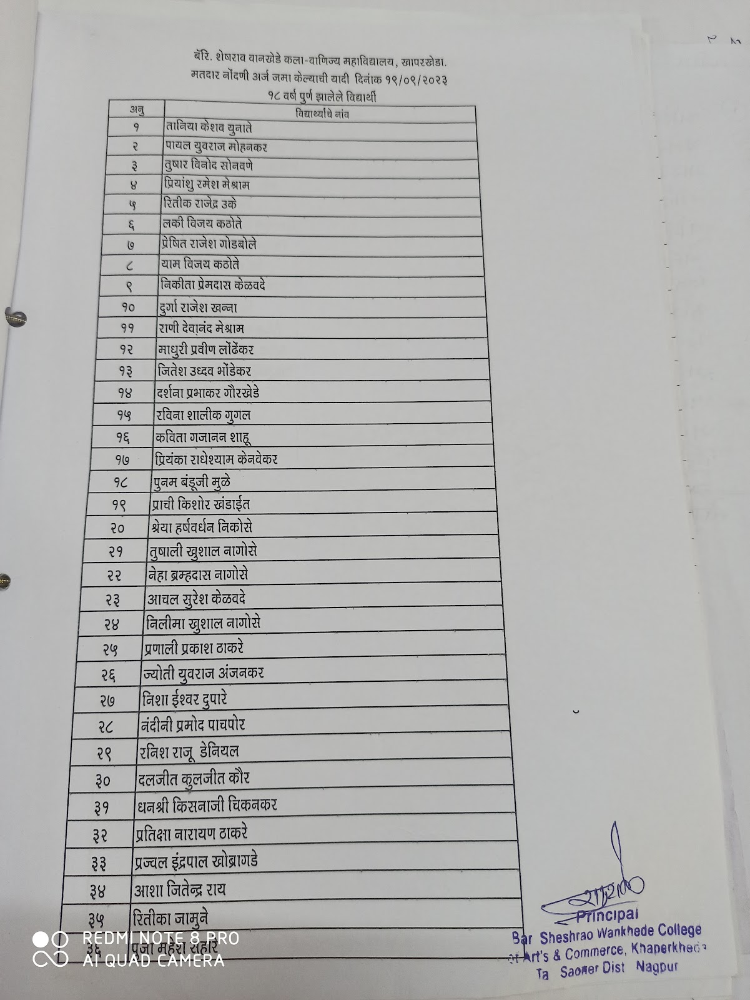 बॅरि. शेषराव वानखेडे कला-वाणिज्य महाविद्यालय, खापरखेडा.
मतदार नोंदणी अर्ज जमा केल्याची यादी दिनांक १९/०९/२०२३
१८ वर्ष पुर्ण झालेले विद्यार्थी
अनु विद्यार्थ्यांचे नांव
१ तानिया केशव युनाते
२ पायल युवराज मोहनकर
३ तुषार विनोद सोनवणे
४ प्रियांशु रमेश मेश्राम
५ रितीक राजेद्र उके
६ लकी विजय कठोते
७ प्रेषित राजेश गोडबोले
८ याम विजय कठोते
९ निकीता प्रेमदास केळवदे
१० दुर्गा राजेश खन्ना
११ राणी देवानंद मेश्राम
१२ माधुरी प्रवीण लोंढेंकर
१३ जितेश उध्दव भोंडेकर
१४ दर्शना प्रभाकर गौरखेडे
१५ रविना शालीक गुगल
१६ कविता गजानन शाहू
१७ प्रियंका राधेश्याम केनवेकर
१८ पुनम बंडूजी मुळे
१९ प्राची किशोर खंडाईत
२० श्रेया हर्षवर्धन निकोसे
२१ तुषाली खुशाल नागोसे
२२ नेहा ब्रम्हदास नागोसे
२३ आचल सुरेश केळवदे
२४ निलीमा खुशाल नागोसे
२५ प्रणाली प्रकाश ठाकरे
२६ ज्योती युवराज अंजनकर
२७ निशा ईश्वर दुपारे
२८ नंदीनी प्रमोद पाचपोर
२९ रनिश राजू डेनियल
३० दलजीत कुलजीत कौर
३१ धनश्री किसनाजी चिकनकर
३२ प्रतिक्षा नारायण ठाकरे
३३ प्रज्वल इंद्रपाल खोब्रागडे
३४ आशा जितेन्द्र राय
३५ रितीका जामुने
३६ पुजा महेश सहारे
Principal
Bar Sheshrao Wankhede College
of Art's & Commerce, Khaperkheda
Ta Saoner Dist Nagpur
REDMI NOTE 8 PRO
AI QUAD CAMERA